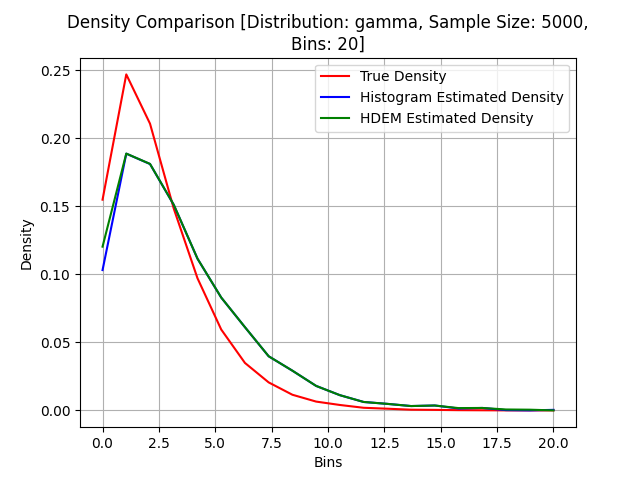 Density Comparison [Distribution: gamma, Sample Size: 5000,
Bins: 20]
True Density
Histogram Estimated Density
HDEM Estimated Density
Density
0.25
0.20
0.15
0.10
0.05
0.00
0.0 2.5 5.0 7.5 10.0 12.5 15.0 17.5 20.0
Bins